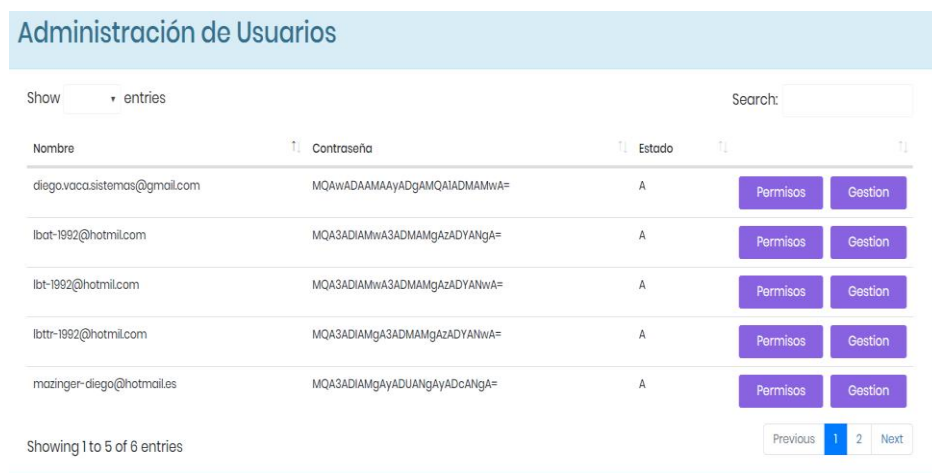 Administración de Usuarios
Show entries
Search:
Nombre Contraseña Estado
diego.vaca.sistemas@gmail.com MQAwADAAMAAyADgAMQA1ADMAMwA= A Permisos Gestion
lbat-1992@hotmil.com MQA3ADIAMwA3ADMAMgAzADYANgA= A Permisos Gestion
lbt-1992@hotmil.com MQA3ADIAMwA3ADMAMgAzADYANwA= A Permisos Gestion
lbttr-1992@hotmil.com MQA3ADIAMgA3ADMAMgAzADYANwA= A Permisos Gestion
mazinger-diego@hotmail.es MQA3ADIAMgAyADUANgAyADcANgA= A Permisos Gestion
Showing 1 to 5 of 6 entries
Previous 1 2 Next